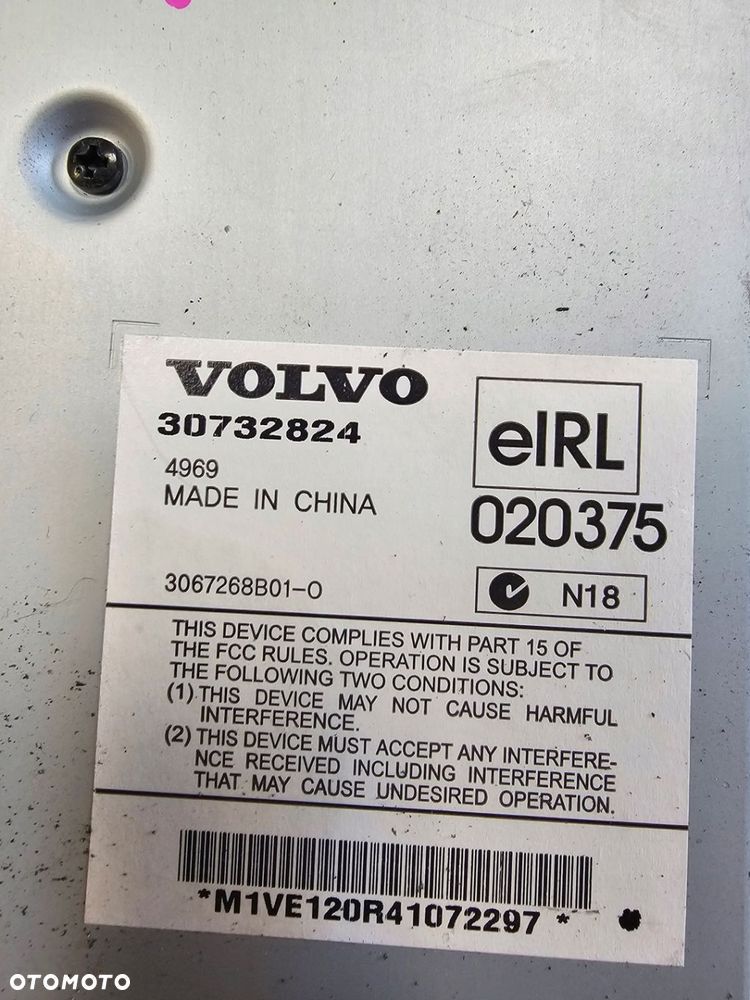 VOLVO
30732824
4969
MADE IN CHINA
eIRL
020375
3067268B01-0
N18
THIS DEVICE COMPLIES WITH PART 15 OF
THE FCC RULES. OPERATION IS SUBJECT TO
THE FOLLOWING TWO CONDITIONS:
(1) THIS DEVICE MAY NOT CAUSE HARMFUL
INTERFERENCE.
(2) THIS DEVICE MUST ACCEPT ANY INTERFERE-
NCE RECEIVED INCLUDING INTERFERENCE
THAT MAY CAUSE UNDESIRED OPERATION.
*M1VE120R41072297*
OTOMOTO